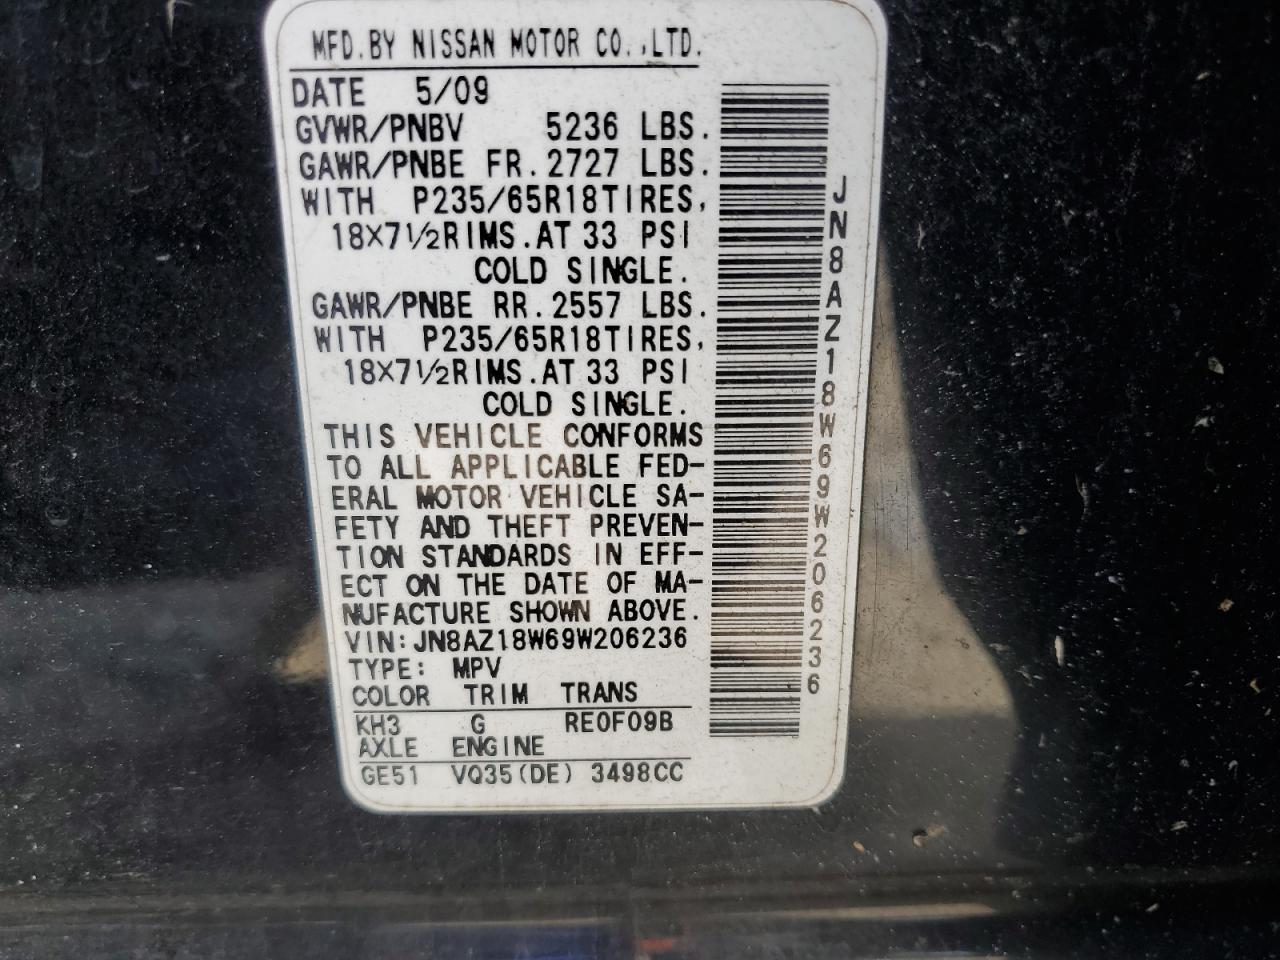 MFD.BY NISSAN MOTOR CO.,LTD.
DATE 5/09
GVWR/PNBV 5236 LBS.
GAWR/PNBE FR.2727 LBS.
WITH P235/65R18TIRES,
18X7½RIMS.AT 33 PSI
COLD SINGLE.
GAWR/PNBE RR.2557 LBS.
WITH P235/65R18TIRES,
18X7½RIMS.AT 33 PSI
COLD SINGLE.
THIS VEHICLE CONFORMS
TO ALL APPLICABLE FED-
ERAL MOTOR VEHICLE SA-
FETY AND THEFT PREVEN-
TION STANDARDS IN EFF-
ECT ON THE DATE OF MA-
NUFACTURE SHOWN ABOVE.
VIN:JN8AZ18W69W206236
TYPE: MPV
COLOR TRIM TRANS
KH3 G RE0F09B
AXLE ENGINE
GE51 VQ35(DE) 3498CC
JN8AZ18W69W206236